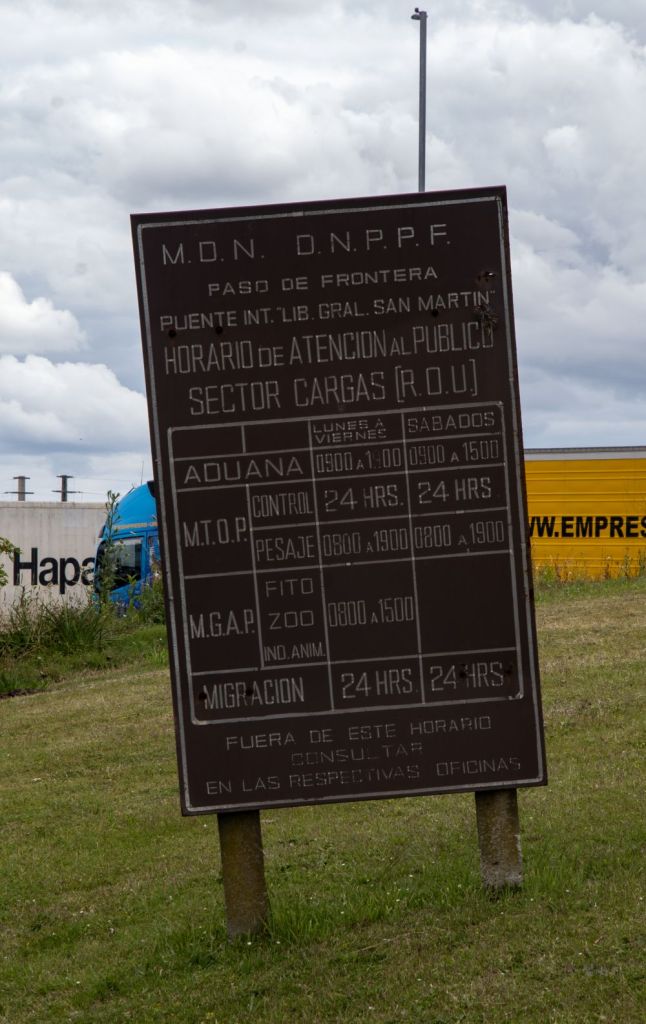 M.D.N. D.N.P.P.F.
PASO DE FRONTERA
PUENTE INT. "LIB. GRAL. SAN MARTIN"
HORARIO DE ATENCION AL PUBLICO
SECTOR CARGAS [R.O.U.]
LUNES A VIERNES SABADOS
ADUANA 0900 A 0900 A 1500
M.T.O.P. CONTROL 24 HRS. 24 HRS.
PESAJE 0800 A 1900 0800 A 1900
M.G.A.P. FITO
ZOO 0800 A 1500
IND. ANIM.
MIGRACION 24 HRS. 24 HRS.
FUERA DE ESTE HORARIO
CONSULTAR
EN LAS RESPECTIVAS OFICINAS
Hapa
WW.EMPRES